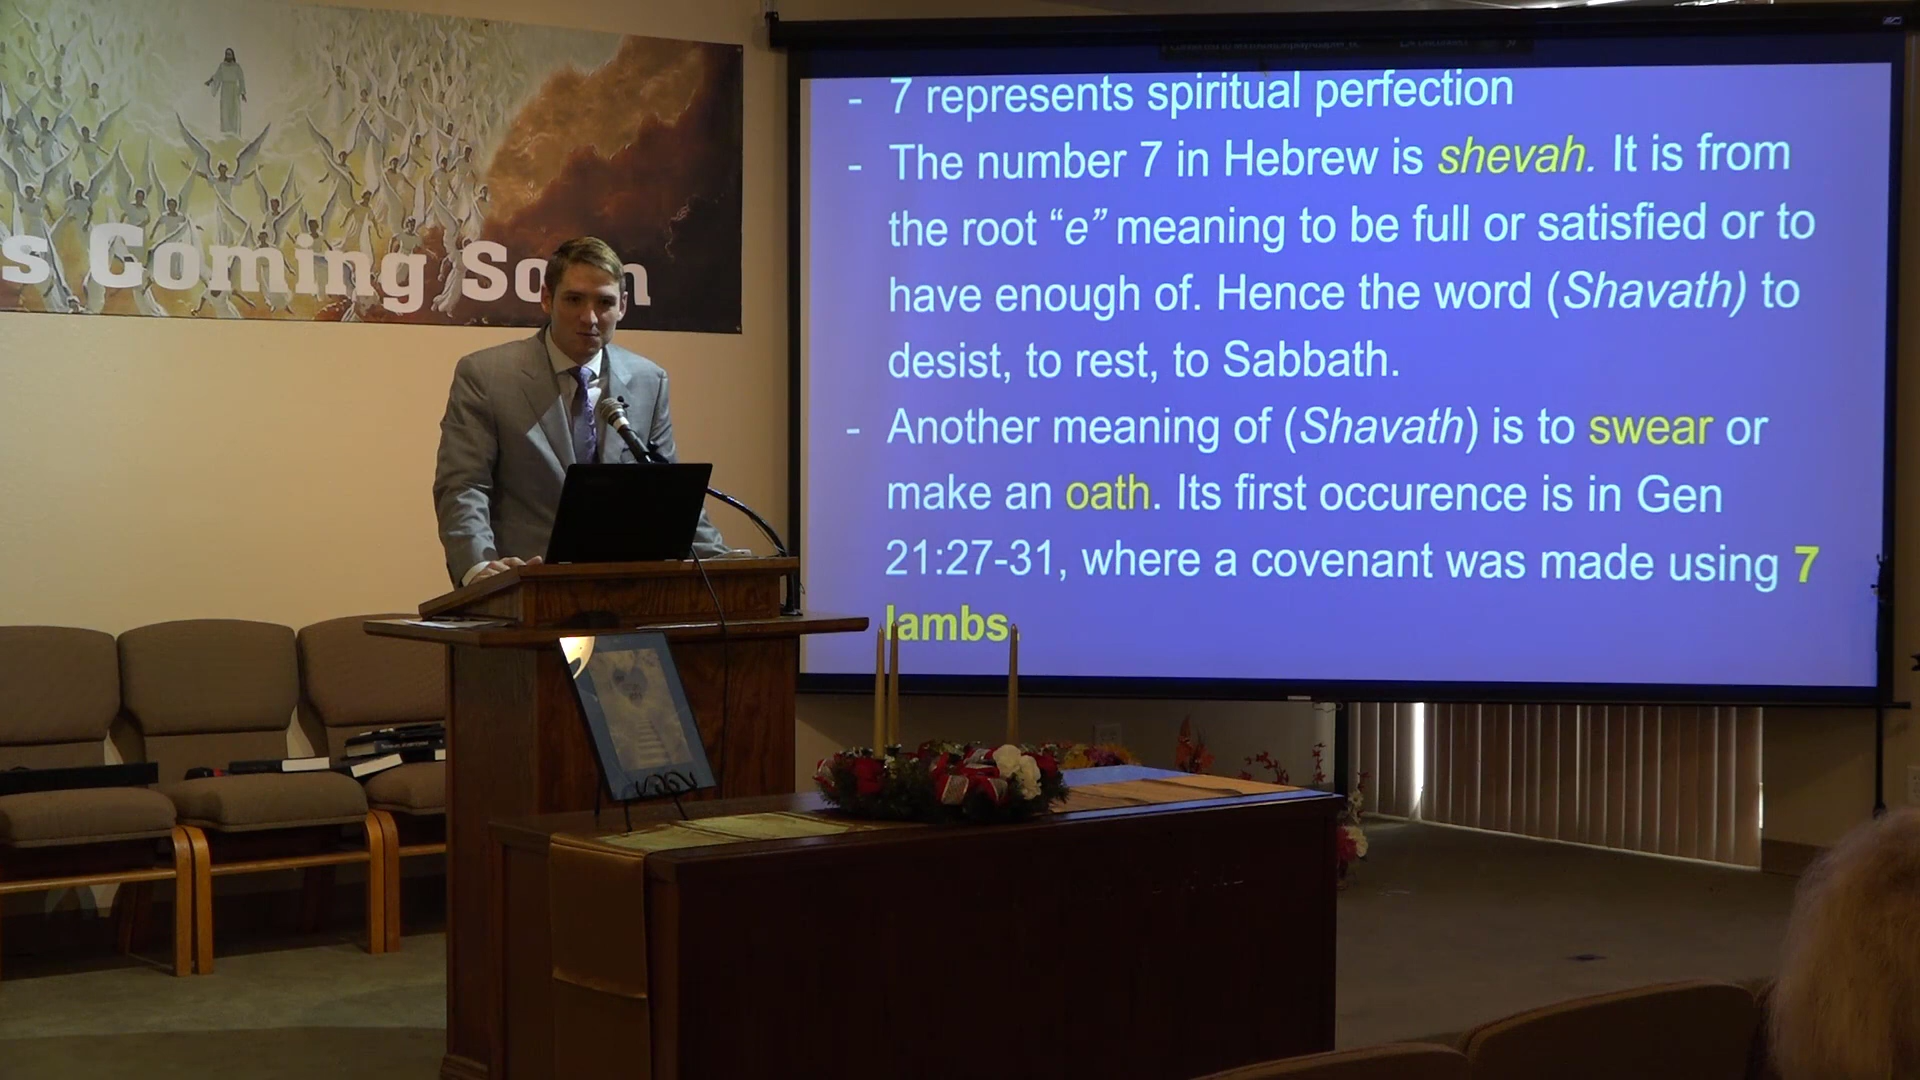 s Coming So n
- 7 represents spiritual perfection
- The number 7 in Hebrew is shevah. It is from
the root “e” meaning to be full or satisfied or to
have enough of. Hence the word (Shavath) to
desist, to rest, to Sabbath.
- Another meaning of (Shavath) is to swear or
make an oath. Its first occurence is in Gen
21:27-31, where a covenant was made using 7
lambs.